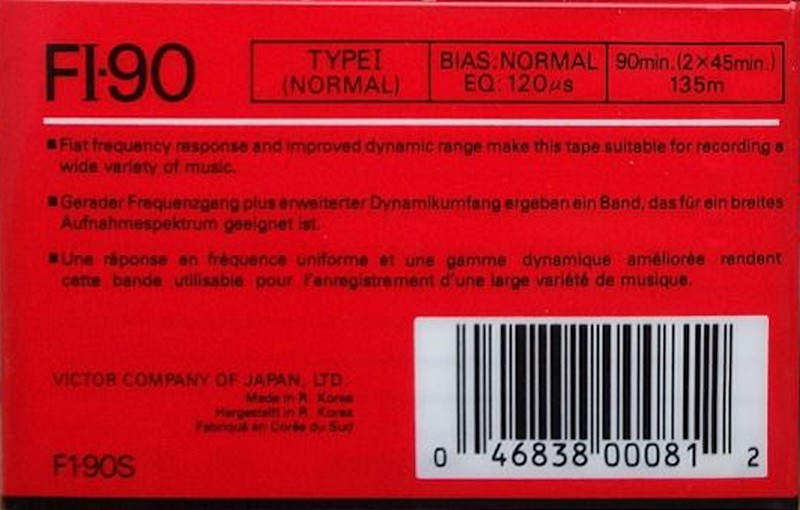 FI-90
TYPEI
(NORMAL)
BIAS:NORMAL
EQ:120μs
90min.(2×45min.)
135m
■Flat frequency response and improved dynamic range make this tape suitable for recording a
wide variety of music.
■Gerader Frequenzgang plus erweiterter Dynamikumfang ergeben ein Band, das für ein breites
Aufnahmespektrum geeignet ist.
■Une réponse en fréquence uniforme et une gamme dynamique améliorée rendent
cette bande utilisable pour l'enregistrement d'une large variété de musique.
VICTOR COMPANY OF JAPAN, LTD.
Made in R. Korea
Hergestellt in R. Korea
Fabriqué en Corée du Sud
F1-90S
0 46838 00081 2